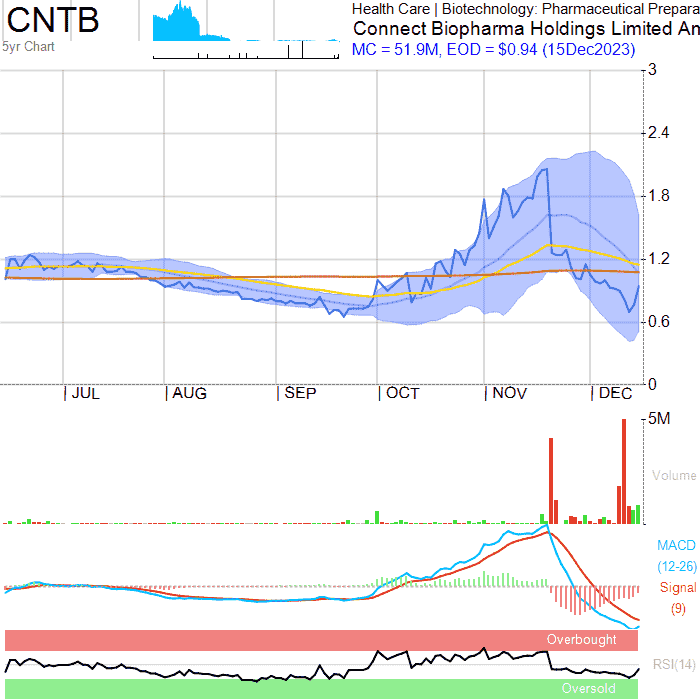 CNTB
5yr Chart
Health Care | Biotechnology: Pharmaceutical Prepara
Connect Biopharma Holdings Limited An
MC = 51.9M, EOD = $0.94 (15Dec2023)
3
2.4
1.8
1.2
0.6
0
JUL AUG SEP OCT NOV DEC
5M
Volume
MACD
(12-26)
Signal
(9)
Overbought
RSI(14)
Oversold